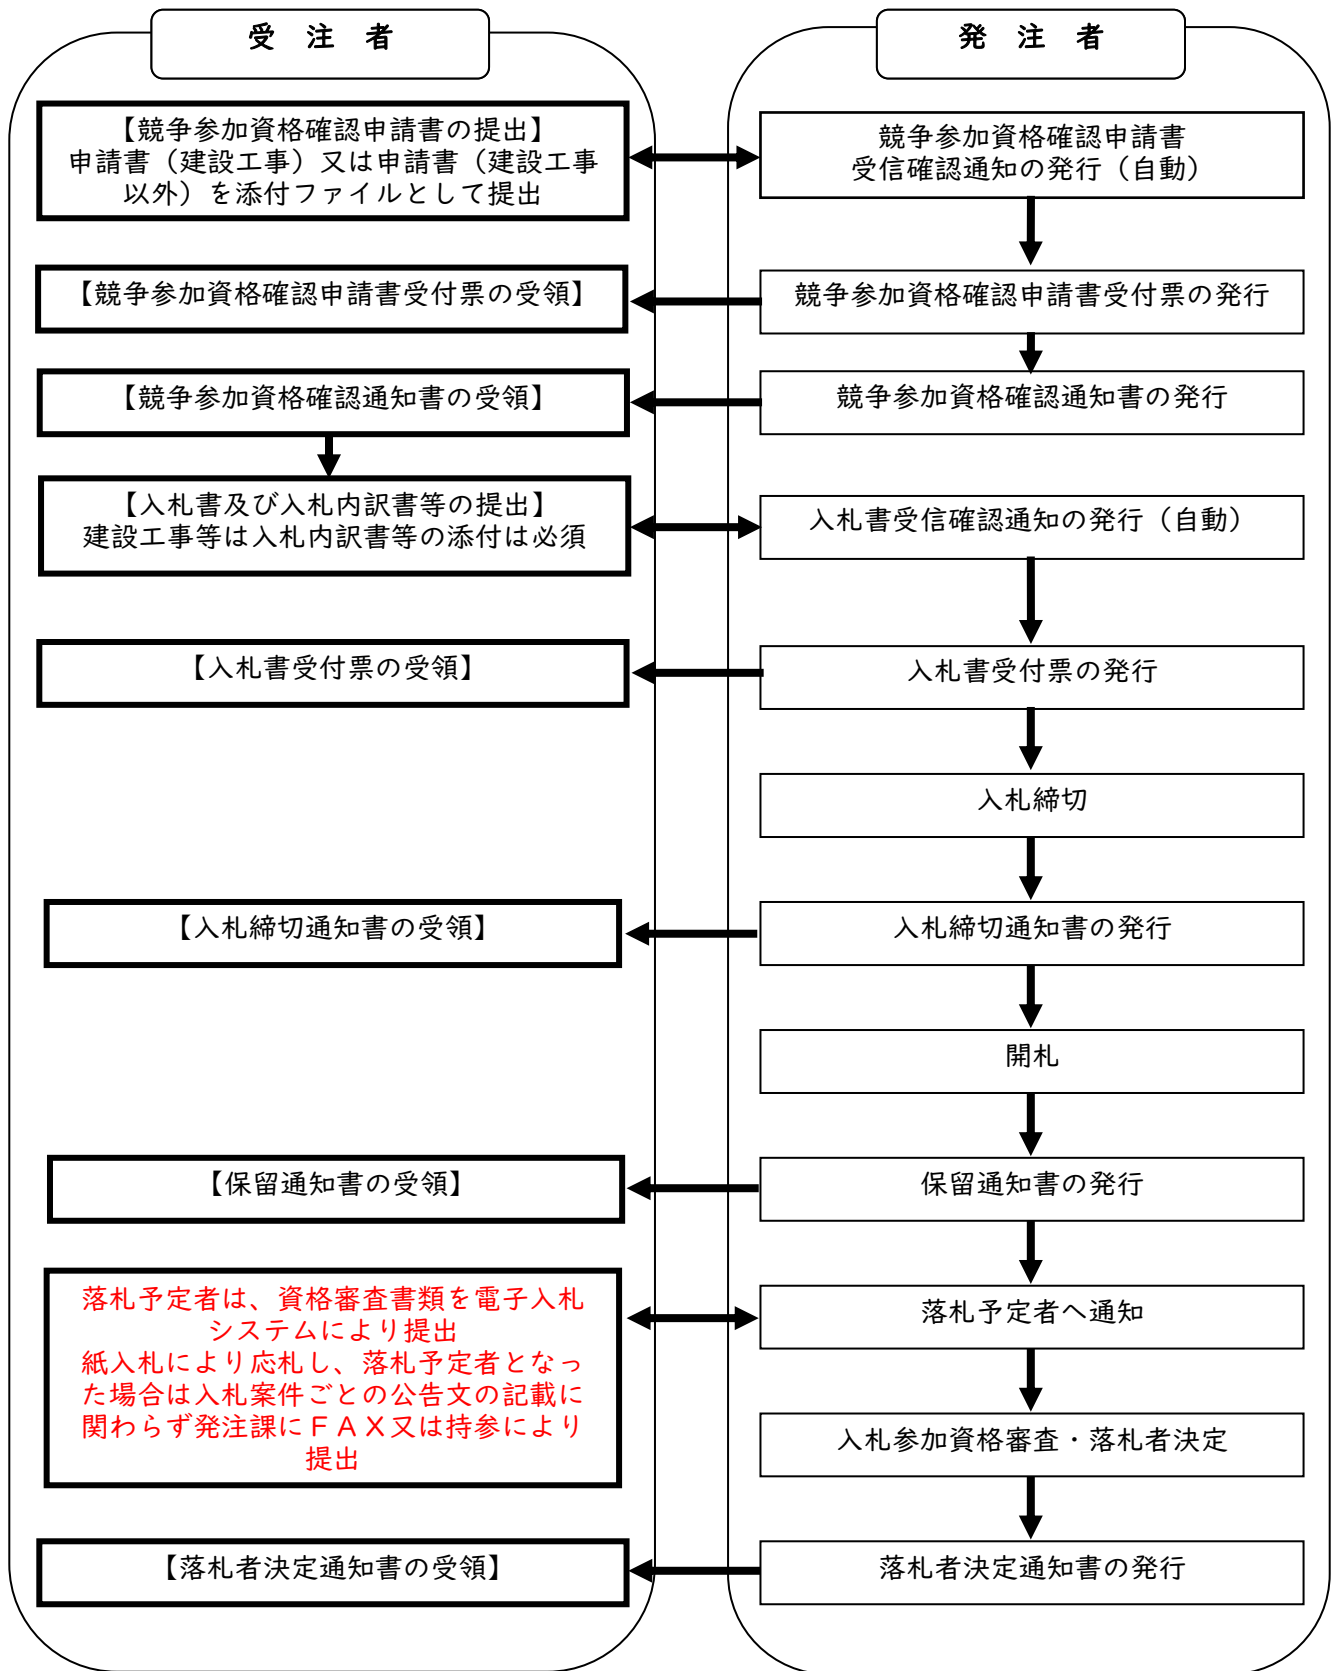 受　注　者
発　注　者
【競争参加資格確認申請書の提出】
申請書（建設工事）又は申請書（建設工事
以外）を添付ファイルとして提出
競争参加資格確認申請書
受信確認通知の発行（自動）
【競争参加資格確認申請書受付票の受領】
競争参加資格確認申請書受付票の発行
【競争参加資格確認通知書の受領】
競争参加資格確認通知書の発行
【入札書及び入札内訳書等の提出】
建設工事等は入札内訳書等の添付は必須
入札書受信確認通知の発行（自動）
【入札書受付票の受領】
入札書受付票の発行
入札締切
【入札締切通知書の受領】
入札締切通知書の発行
開札
【保留通知書の受領】
保留通知書の発行
落札予定者は、資格審査書類を電子入札
システムにより提出
紙入札により応札し、落札予定者となっ
た場合は入札案件ごとの公告文の記載に
関わらず発注課にＦＡＸ又は持参により
提出
落札予定者へ通知
入札参加資格審査・落札者決定
【落札者決定通知書の受領】
落札者決定通知書の発行